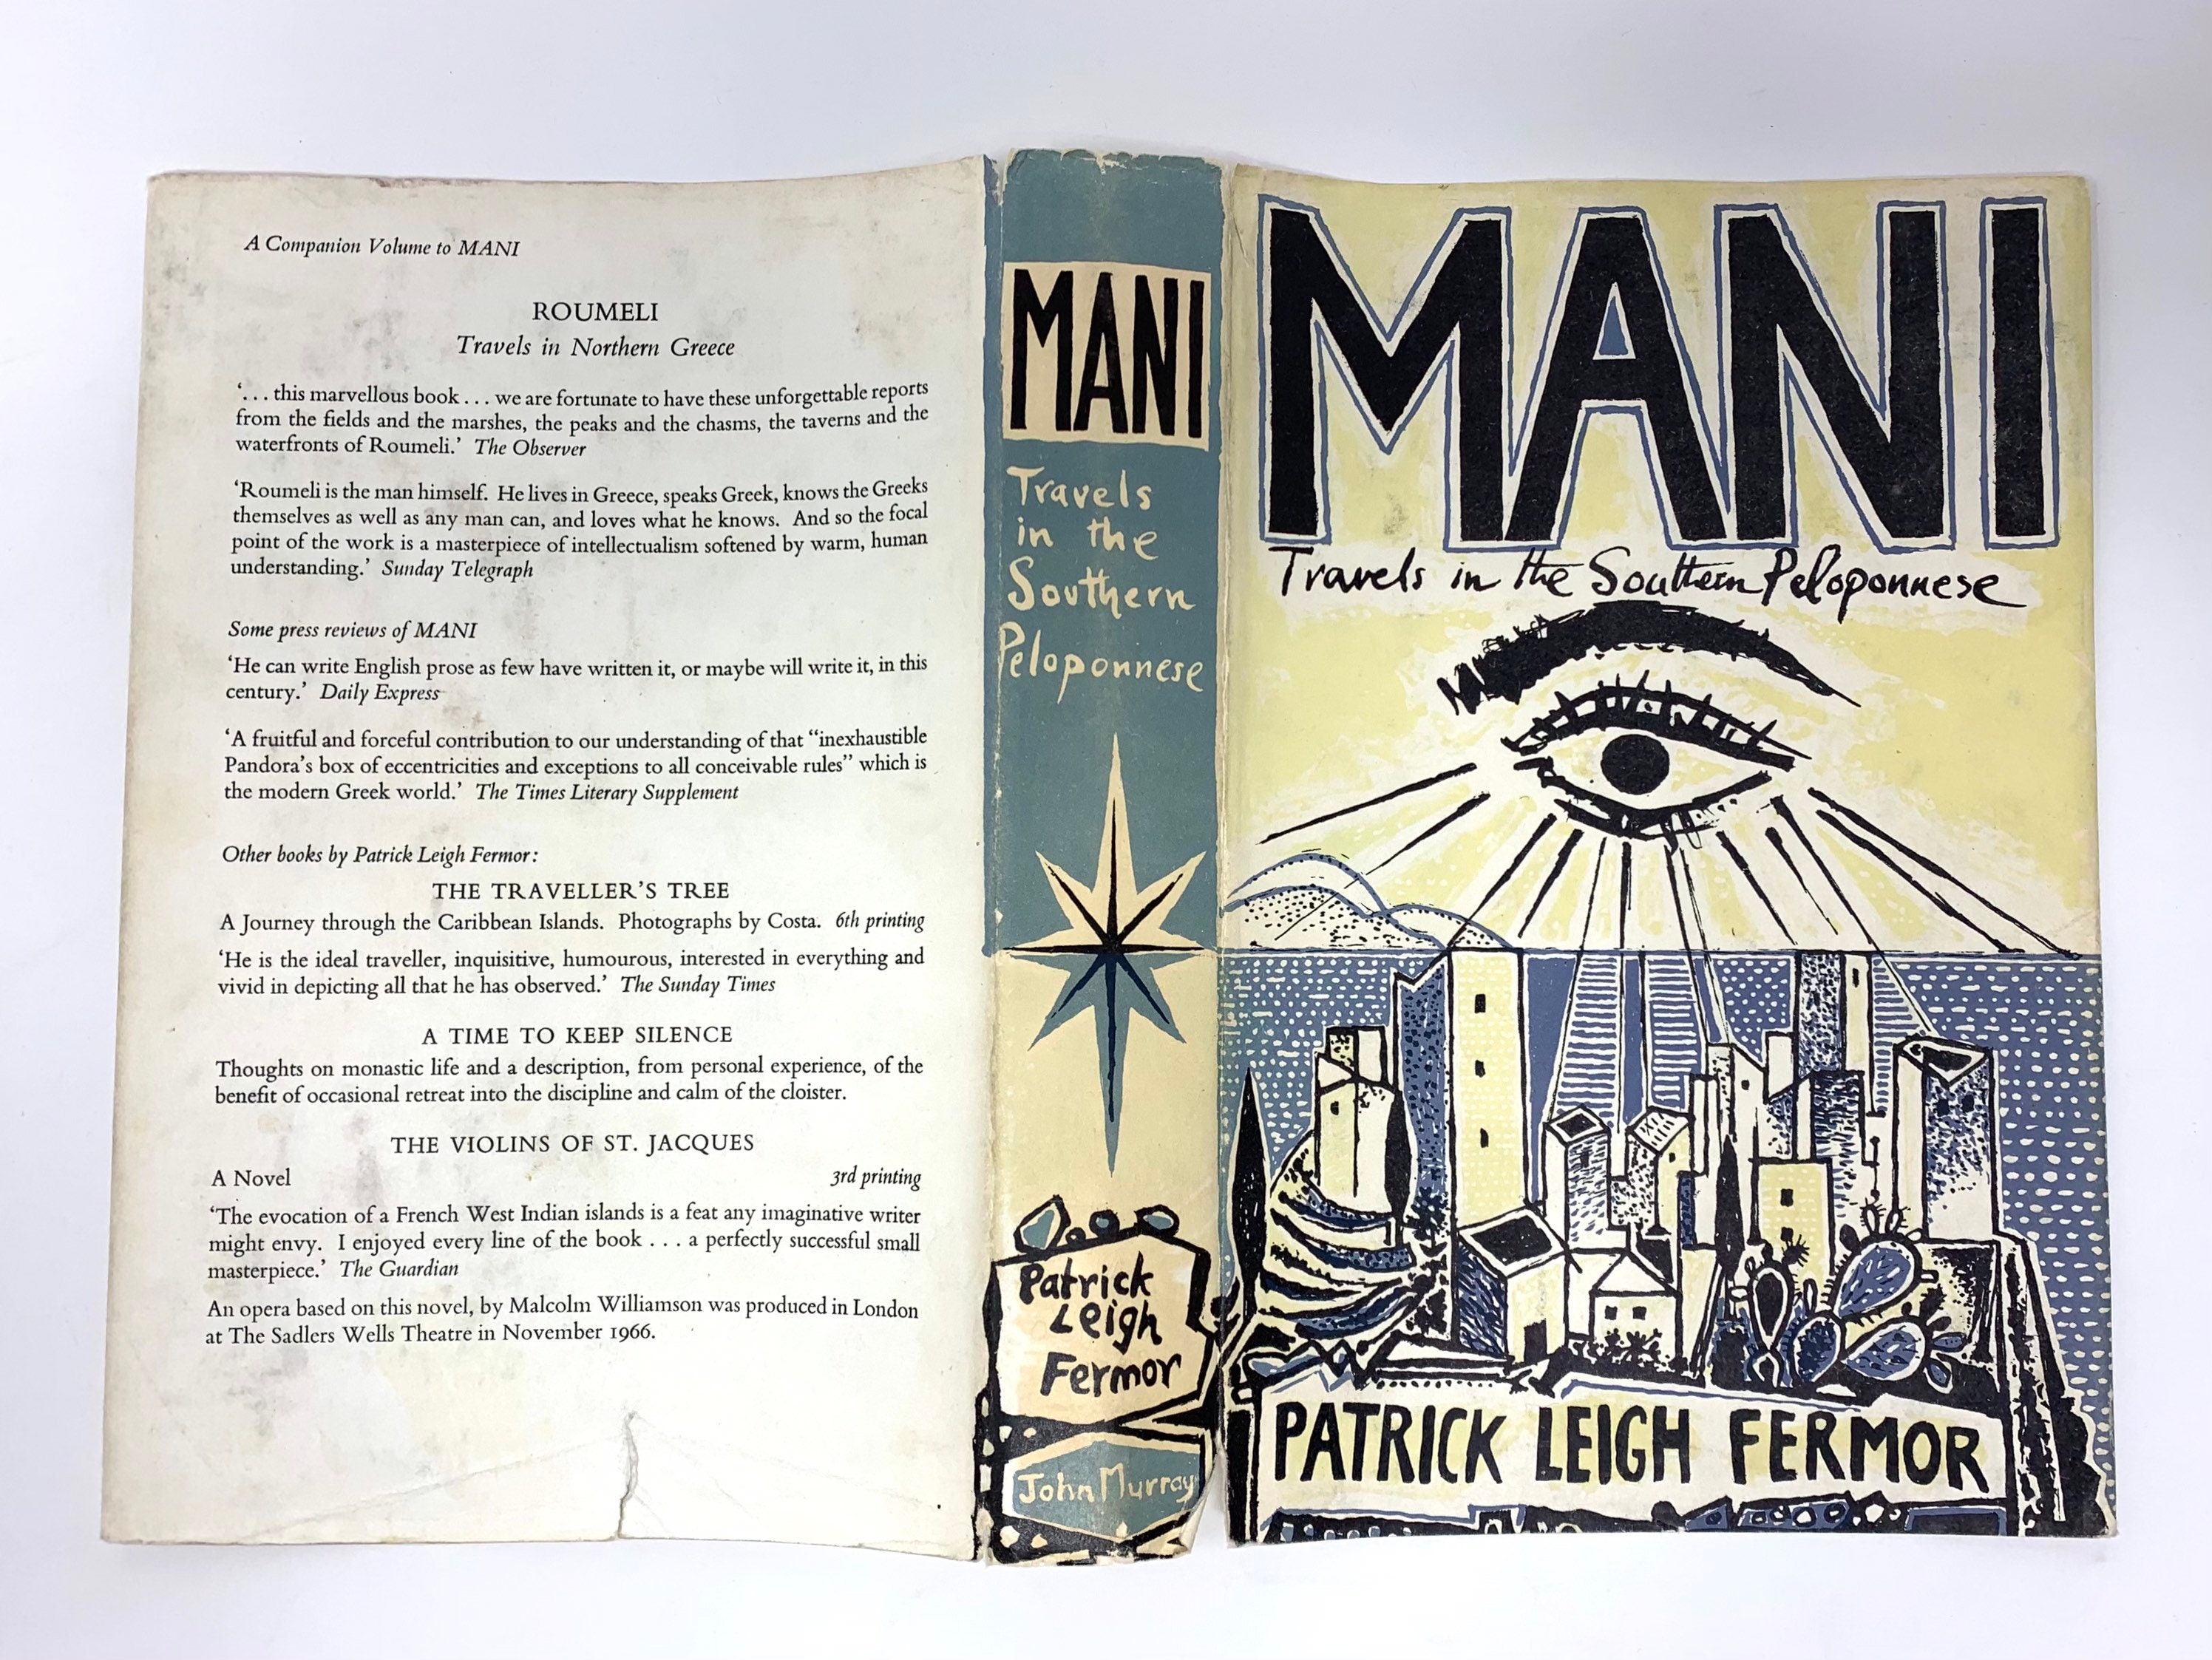 A Companion Volume to MANI
ROUMELI
Travels in Northern Greece
‘. . . this marvellous book . . . we are fortunate to have these unforgettable reports
from the fields and the marshes, the peaks and the chasms, the taverns and the
waterfronts of Roumeli.’ The Observer
‘Roumeli is the man himself. He lives in Greece, speaks Greek, knows the Greeks
themselves as well as any man can, and loves what he knows. And so the focal
point of the work is a masterpiece of intellectualism softened by warm, human
understanding.’ Sunday Telegraph
Some press reviews of MANI
‘He can write English prose as few have written it, or maybe will write it, in this
century.’ Daily Express
‘A fruitful and forceful contribution to our understanding of that “inexhaustible
Pandora’s box of eccentricities and exceptions to all conceivable rules” which is
the modern Greek world.’ The Times Literary Supplement
Other books by Patrick Leigh Fermor:
THE TRAVELLER’S TREE
A Journey through the Caribbean Islands. Photographs by Costa. 6th printing
‘He is the ideal traveller, inquisitive, humourous, interested in everything and
vivid in depicting all that he has observed.’ The Sunday Times
A TIME TO KEEP SILENCE
Thoughts on monastic life and a description, from personal experience, of the
benefit of occasional retreat into the discipline and calm of the cloister.
THE VIOLINS OF ST. JACQUES
A Novel 3rd printing
‘The evocation of a French West Indian islands is a feat any imaginative writer
might envy. I enjoyed every line of the book . . . a perfectly successful small
masterpiece.’ The Guardian
An opera based on this novel, by Malcolm Williamson was produced in London
at The Sadlers Wells Theatre in November 1966.
MANI
Travels
in the
Southern
Peloponnese
Patrick
Leigh
Fermor
John Murray
MANI
Travels in the Southern Peloponnese
PATRICK LEIGH FERMOR